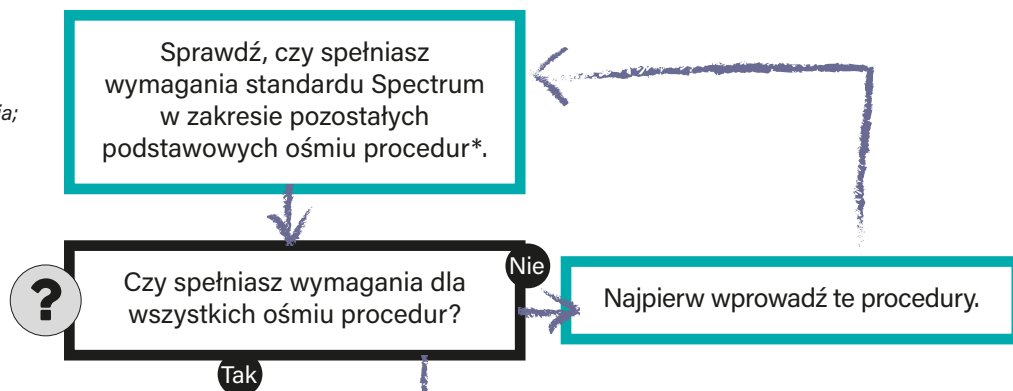 Sprawdź, czy spełniasz
wymagania standardu Spectrum
w zakresie pozostałych
podstawowych ośmiu procedur*.
Nie
?
Czy spełniasz wymagania dla
wszystkich ośmiu procedur?
Najpierw wprowadź te procedury.
Tak